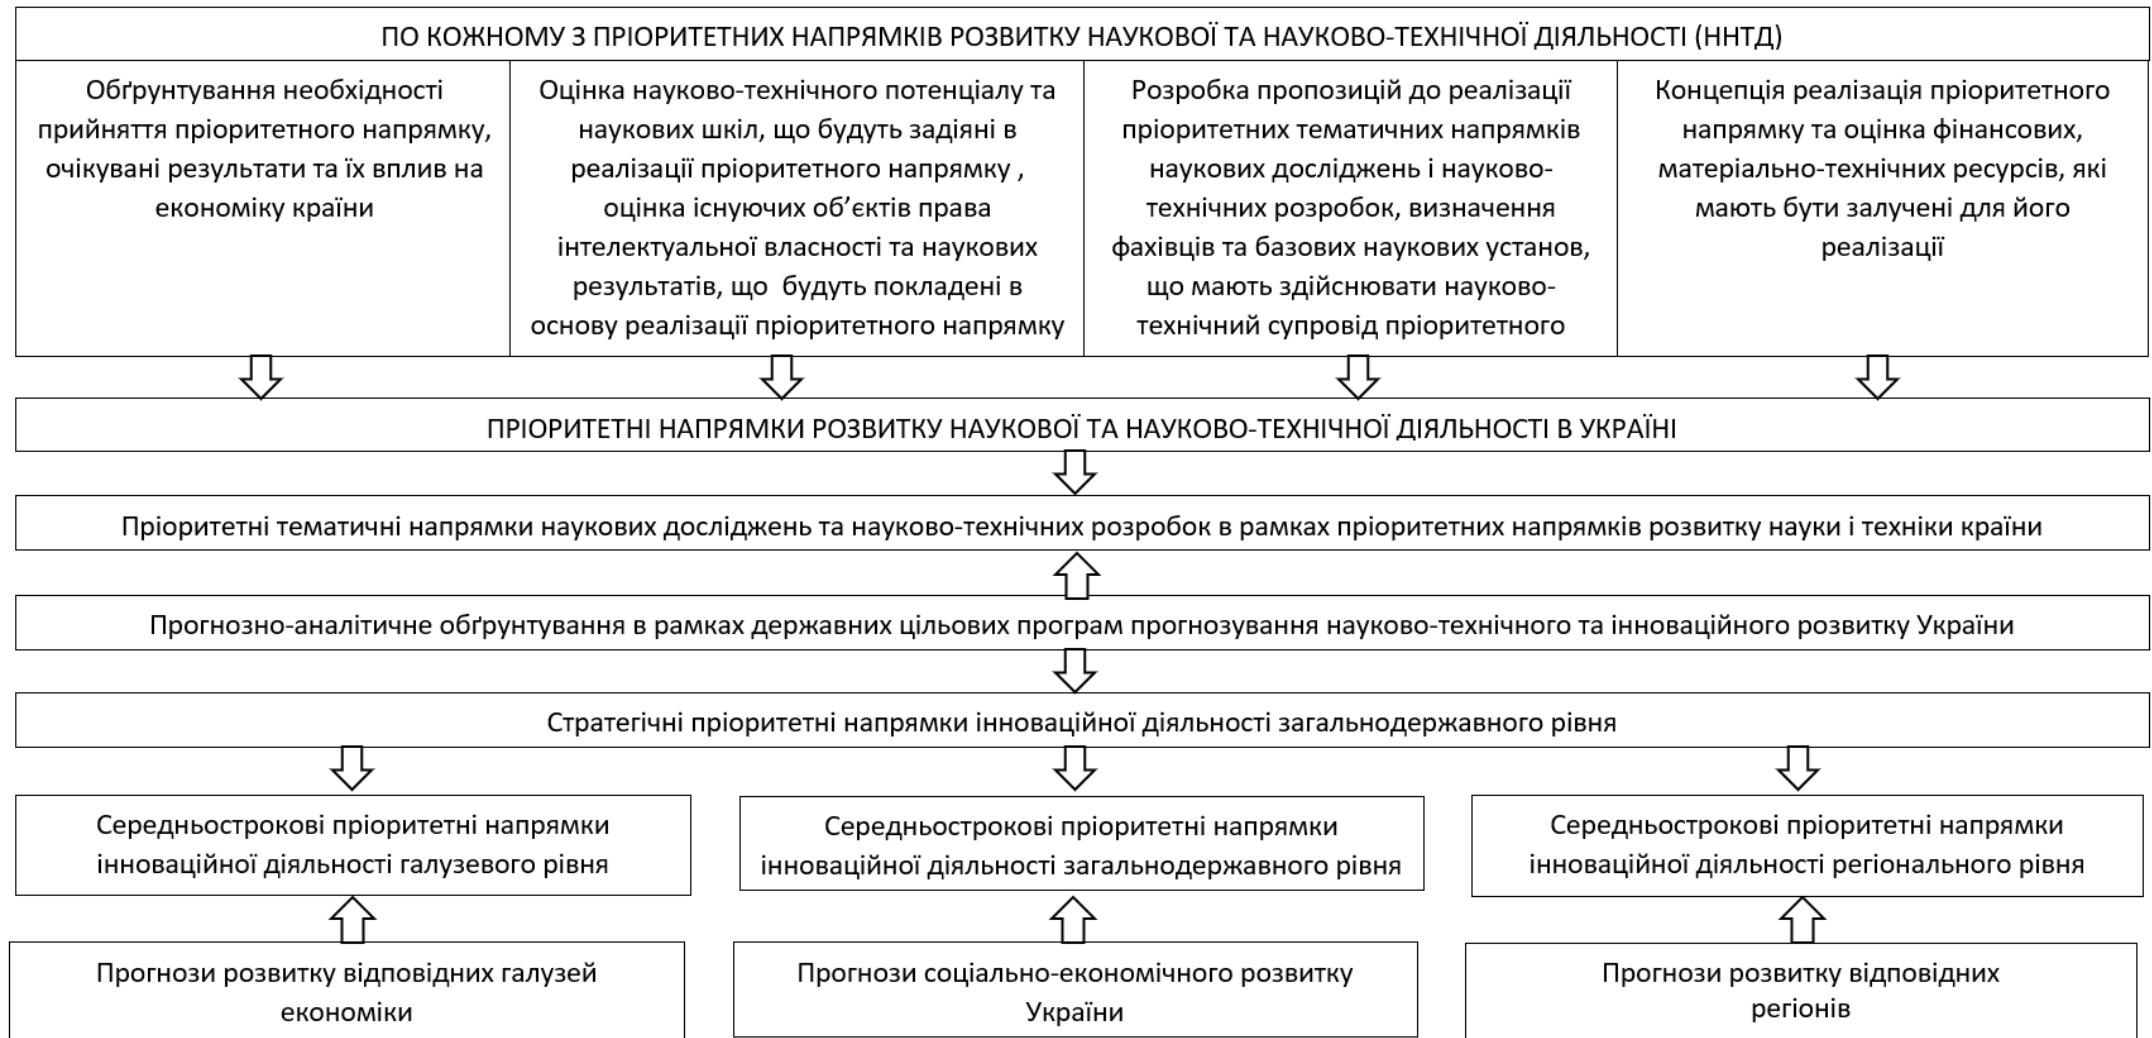 ПО КОЖНОМУ З ПРІОРИТЕТНИХ НАПРЯМКІВ РОЗВИТКУ НАУКОВОЇ ТА НАУКОВО-ТЕХНІЧНОЇ ДІЯЛЬНОСТІ (ННТД)
Обґрунтування необхідності
прийняття пріоритетного напрямку,
очікувані результати та їх вплив на
економіку країни
Оцінка науково-технічного потенціалу та
наукових шкіл, що будуть задіяні в
реалізації пріоритетного напрямку ,
оцінка існуючих об’єктів права
інтелектуальної власності та наукових
результатів, що  будуть покладені в
основу реалізації пріоритетного напрямку
Розробка пропозицій до реалізації
пріоритетних тематичних напрямків
наукових досліджень і науково-
технічних розробок, визначення
фахівців та базових наукових установ,
що мають здійснювати науково-
технічний супровід пріоритетного
Концепція реалізація пріоритетного
напрямку та оцінка фінансових,
матеріально-технічних ресурсів, які
мають бути залучені для його
реалізації
ПРІОРИТЕТНІ НАПРЯМКИ РОЗВИТКУ НАУКОВОЇ ТА НАУКОВО-ТЕХНІЧНОЇ ДІЯЛЬНОСТІ В УКРАЇНІ
Пріоритетні тематичні напрямки наукових досліджень та науково-технічних розробок в рамках пріоритетних напрямків розвитку науки і техніки країни
Прогнозно-аналітичне обґрунтування в рамках державних цільових програм прогнозування науково-технічного та інноваційного розвитку України
Стратегічні пріоритетні напрямки інноваційної діяльності загальнодержавного рівня
Середньострокові пріоритетні напрямки
інноваційної діяльності галузевого рівня
Середньострокові пріоритетні напрямки
інноваційної діяльності загальнодержавного рівня
Середньострокові пріоритетні напрямки
інноваційної діяльності регіонального рівня
Прогнози розвитку відповідних галузей
економіки
Прогнози соціально-економічного розвитку
України
Прогнози розвитку відповідних
регіонів